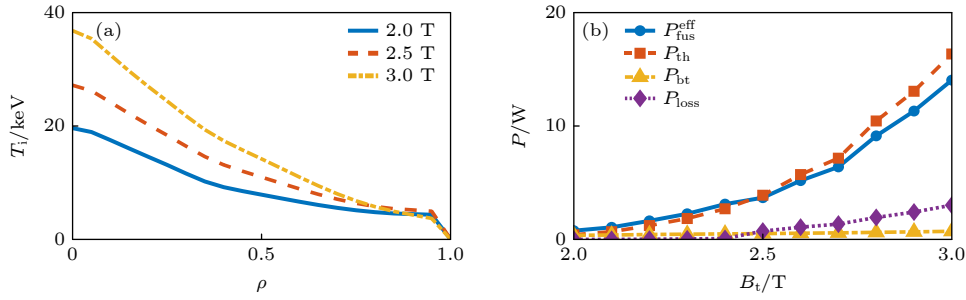 (a)
2.0 T
2.5 T
3.0 T
40
20
0
T_i/keV
0
0.5
1.0
ρ
(b)
P_fus^eff
P_th
P_bt
P_loss
20
10
0
P/W
2.0
2.5
3.0
B_t/T